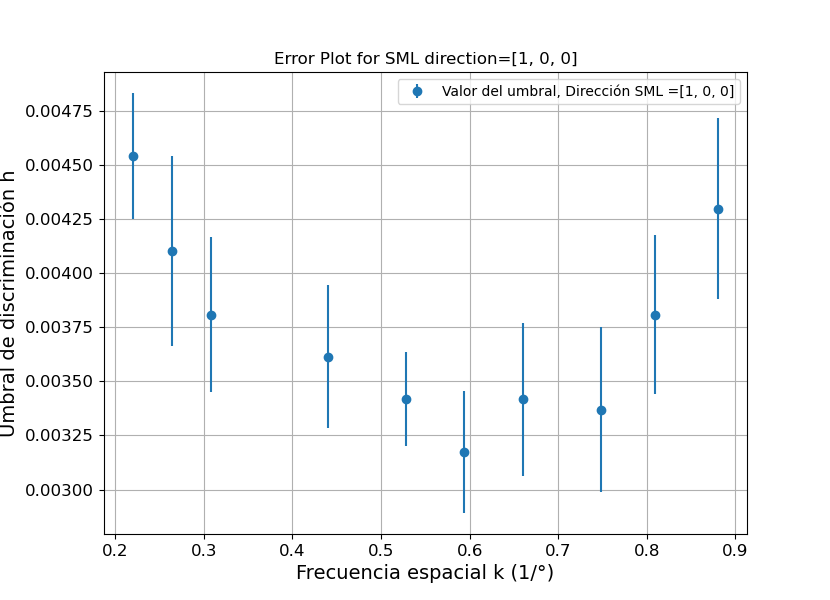 Error Plot for SML direction=[1, 0, 0]
Valor del umbral, Dirección SML =[1, 0, 0]
Umbral de discriminación h
0.00475
0.00450
0.00425
0.00400
0.00375
0.00350
0.00325
0.00300
0.2 0.3 0.4 0.5 0.6 0.7 0.8 0.9
Frecuencia espacial k (1/°)